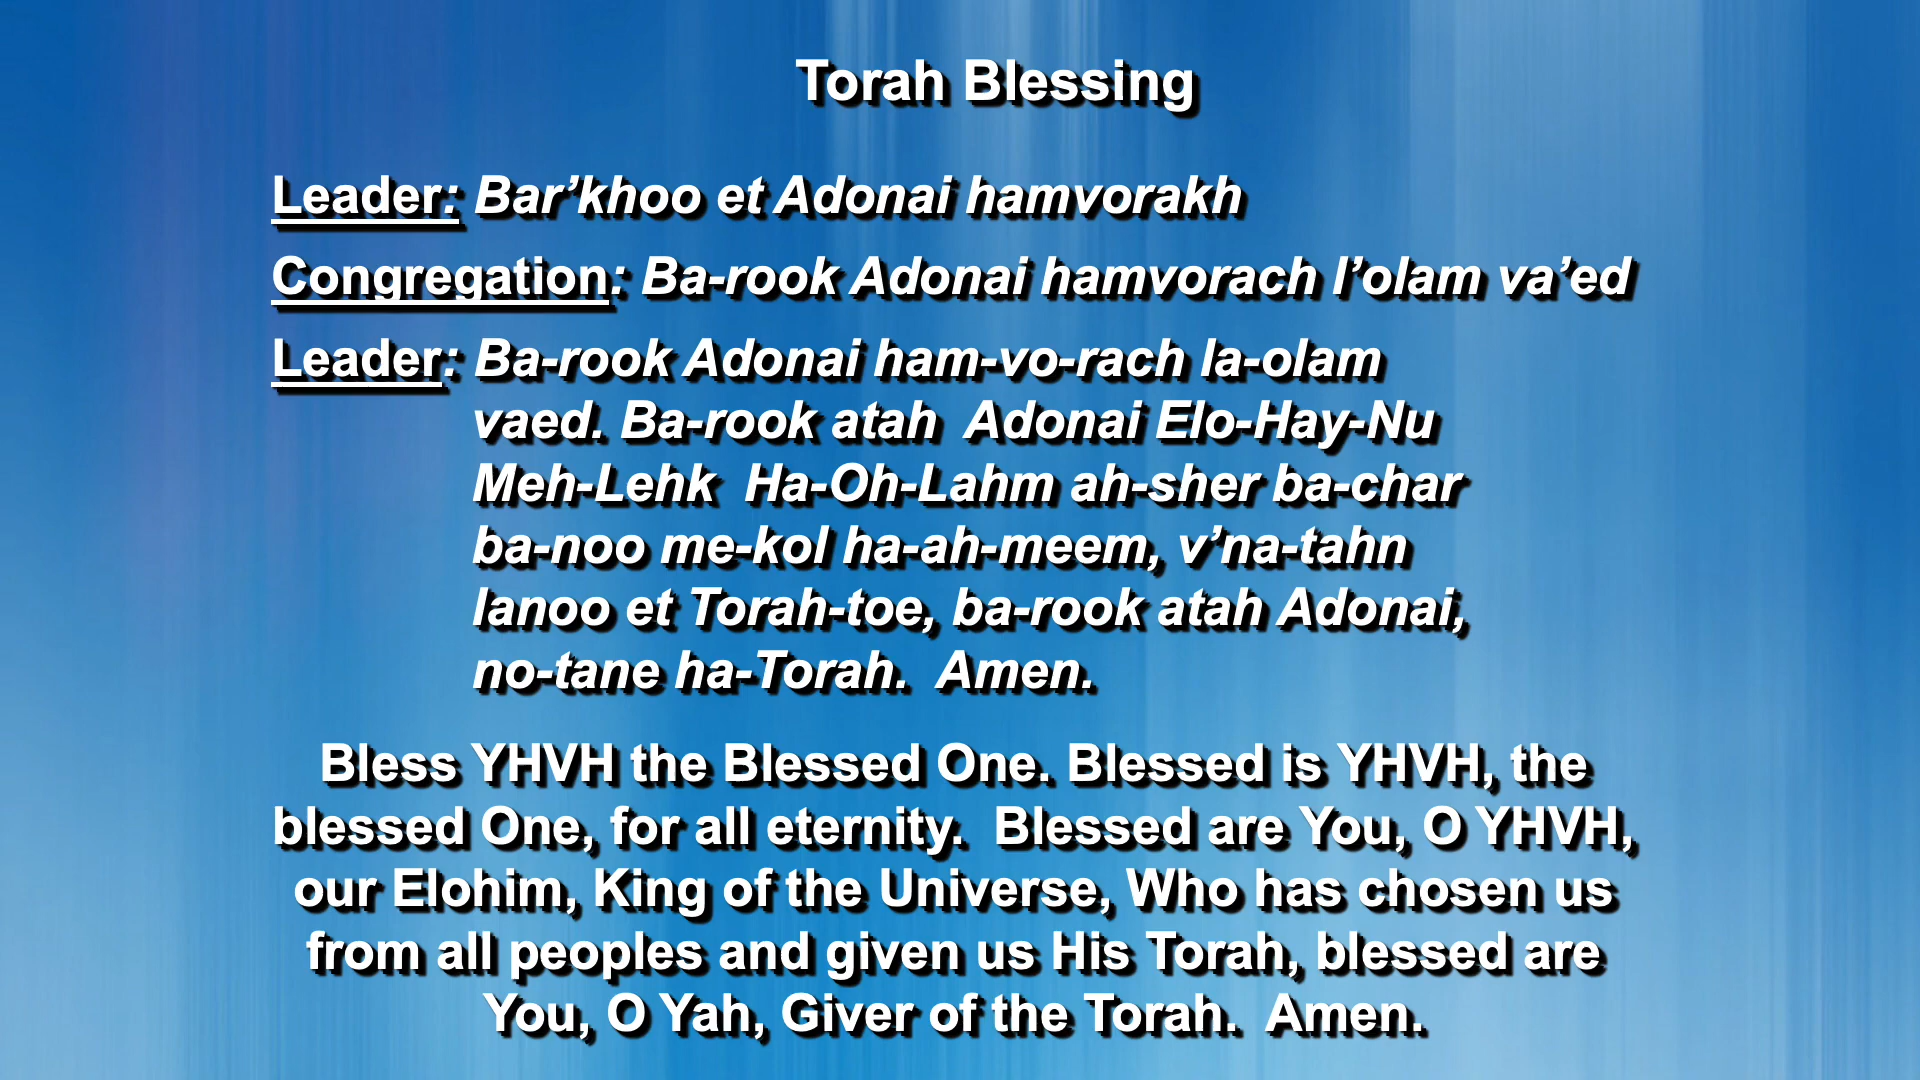 Torah Blessing
Leader: Bar’khoo et Adonai hamvorakh
Congregation: Ba-rook Adonai hamvorach l’olam va’ed
Leader: Ba-rook Adonai ham-vo-rach la-olam
vaed. Ba-rook atah Adonai Elo-Hay-Nu
Meh-Lehk Ha-Oh-Lahm ah-sher ba-char
ba-noo me-kol ha-ah-meem, v’na-tahn
lanoo et Torah-toe, ba-rook atah Adonai,
no-tane ha-Torah. Amen.
Bless YHVH the Blessed One. Blessed is YHVH, the
blessed One, for all eternity. Blessed are You, O YHVH,
our Elohim, King of the Universe, Who has chosen us
from all peoples and given us His Torah, blessed are
You, O Yah, Giver of the Torah. Amen.